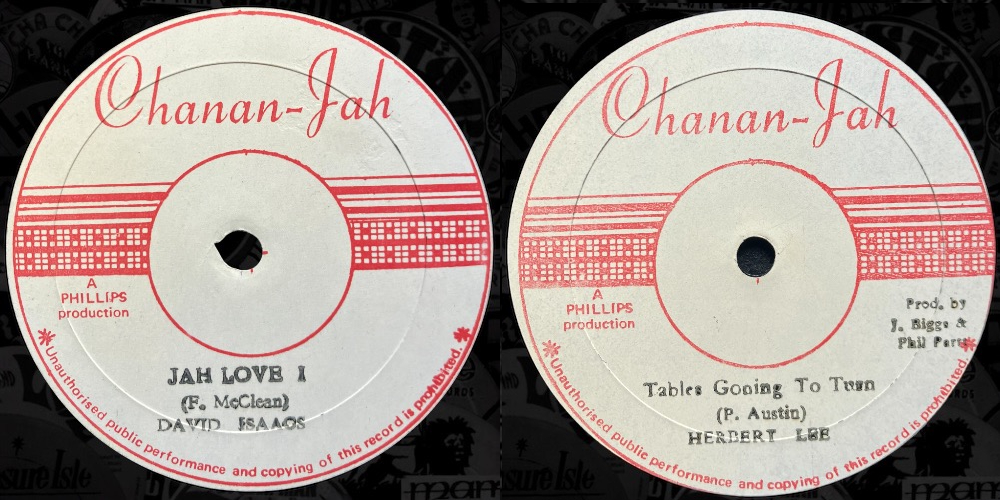 Chanan-Jah
A
PHILLIPS
production
JAH LOVE I
(F. McClean)
DAVID ISAAOS
*Unauthorised public performance and copying of this record is prohibited.*
Chanan-Jah
A
PHILLIPS
production
Prod. by
J. Biggs &
Phil
Tables Goning To Turn
(P. Austin)
HERBERT LEE
*Unauthorised public performance and copying of this record is prohibited.*